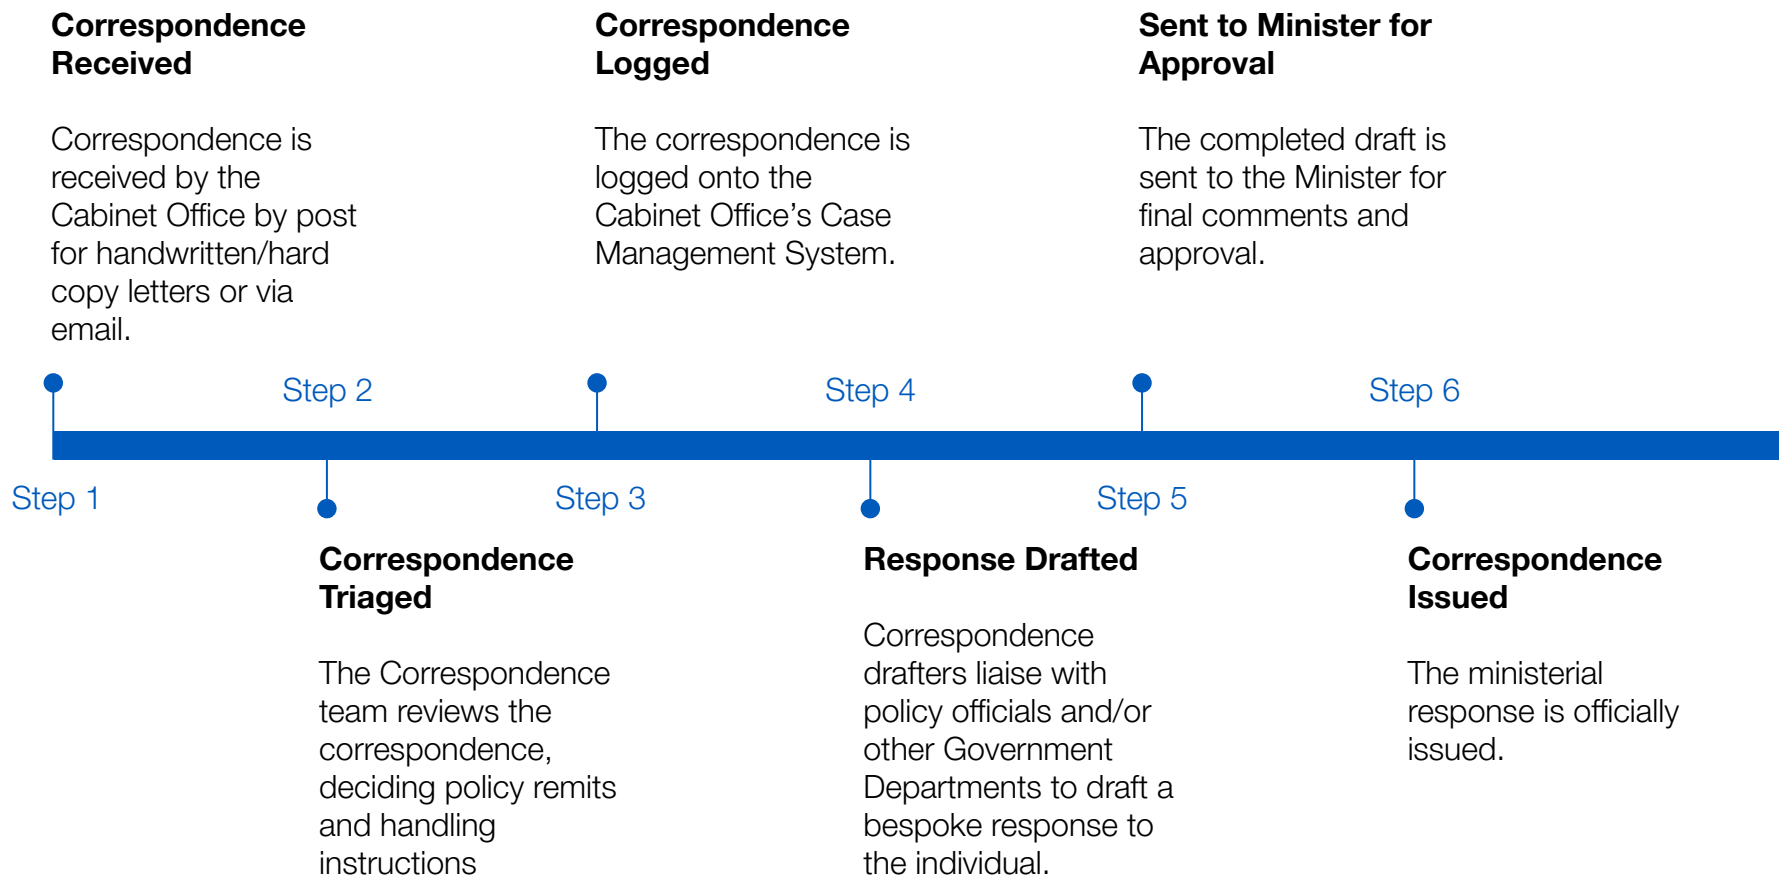 Correspondence
Received
Correspondence is
received by the
Cabinet Office by post
for handwritten/hard
copy letters or via
email.
Correspondence
Logged
The correspondence is
logged onto the
Cabinet Office’s Case
Management System.
Sent to Minister for
Approval
The completed draft is
sent to the Minister for
final comments and
approval.
Step 2
Step 4
Step 6
Step 1
Step 3
Step 5
Correspondence
Triaged
The Correspondence
team reviews the
correspondence,
deciding policy remits
and handling
instructions
Response Drafted
Correspondence
drafters liaise with
policy officials and/or
other Government
Departments to draft a
bespoke response to
the individual.
Correspondence
Issued
The ministerial
response is officially
issued.